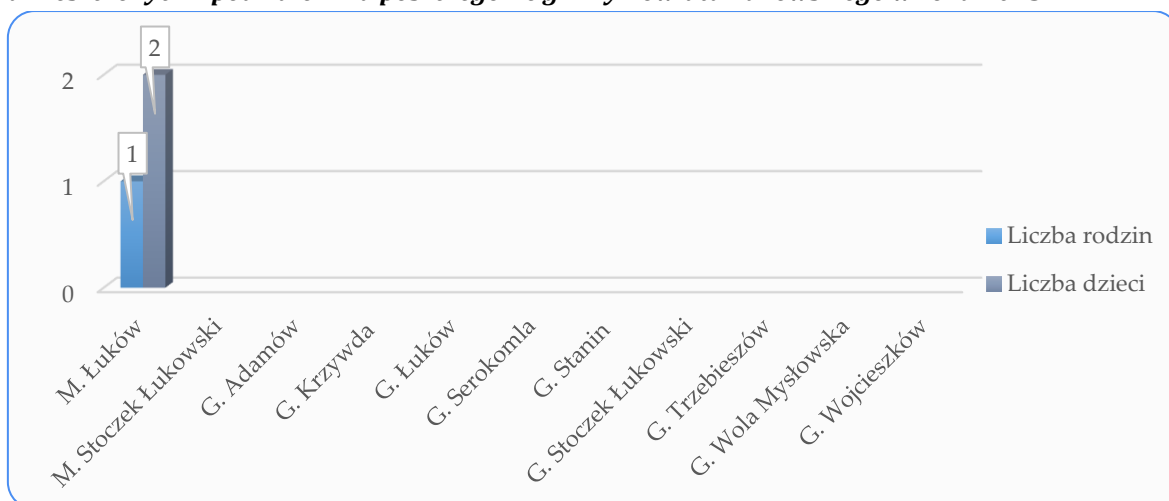 2
2
1
1
0
Liczba rodzin
Liczba dzieci
M. Łuków
M. Stoczek Łukowski
G. Adamów
G. Krzywda
G. Łuków
G. Serokomla
G. Stanin
G. Stoczek Łukowski
G. Trzebieszów
G. Wola Mysłowska
G. Wojcieszków